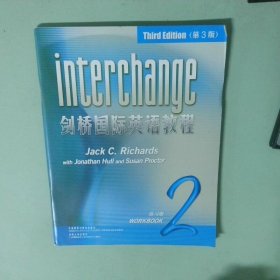 Third Edition（第3版）
interchange
剑桥国际英语教程
Jack C. Richards
with Jonathan Hull and Susan Proctor
2
练习册
WORKBOOK